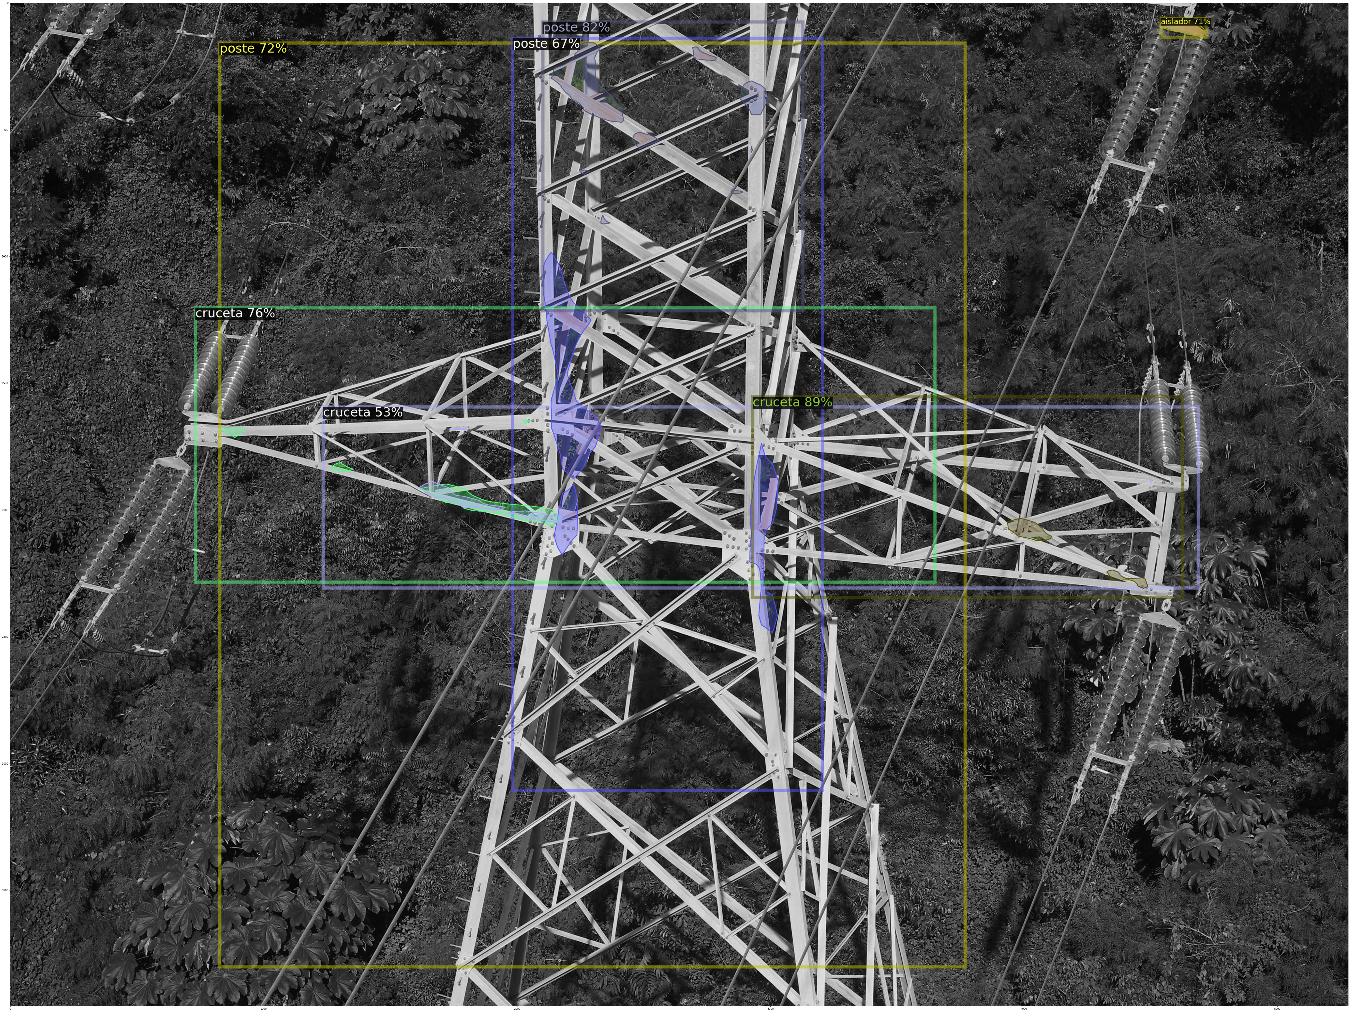 aislador 71%
poste 82%
poste 67%
poste 72%
cruceta 76%
cruceta 89%
cruceta 53%